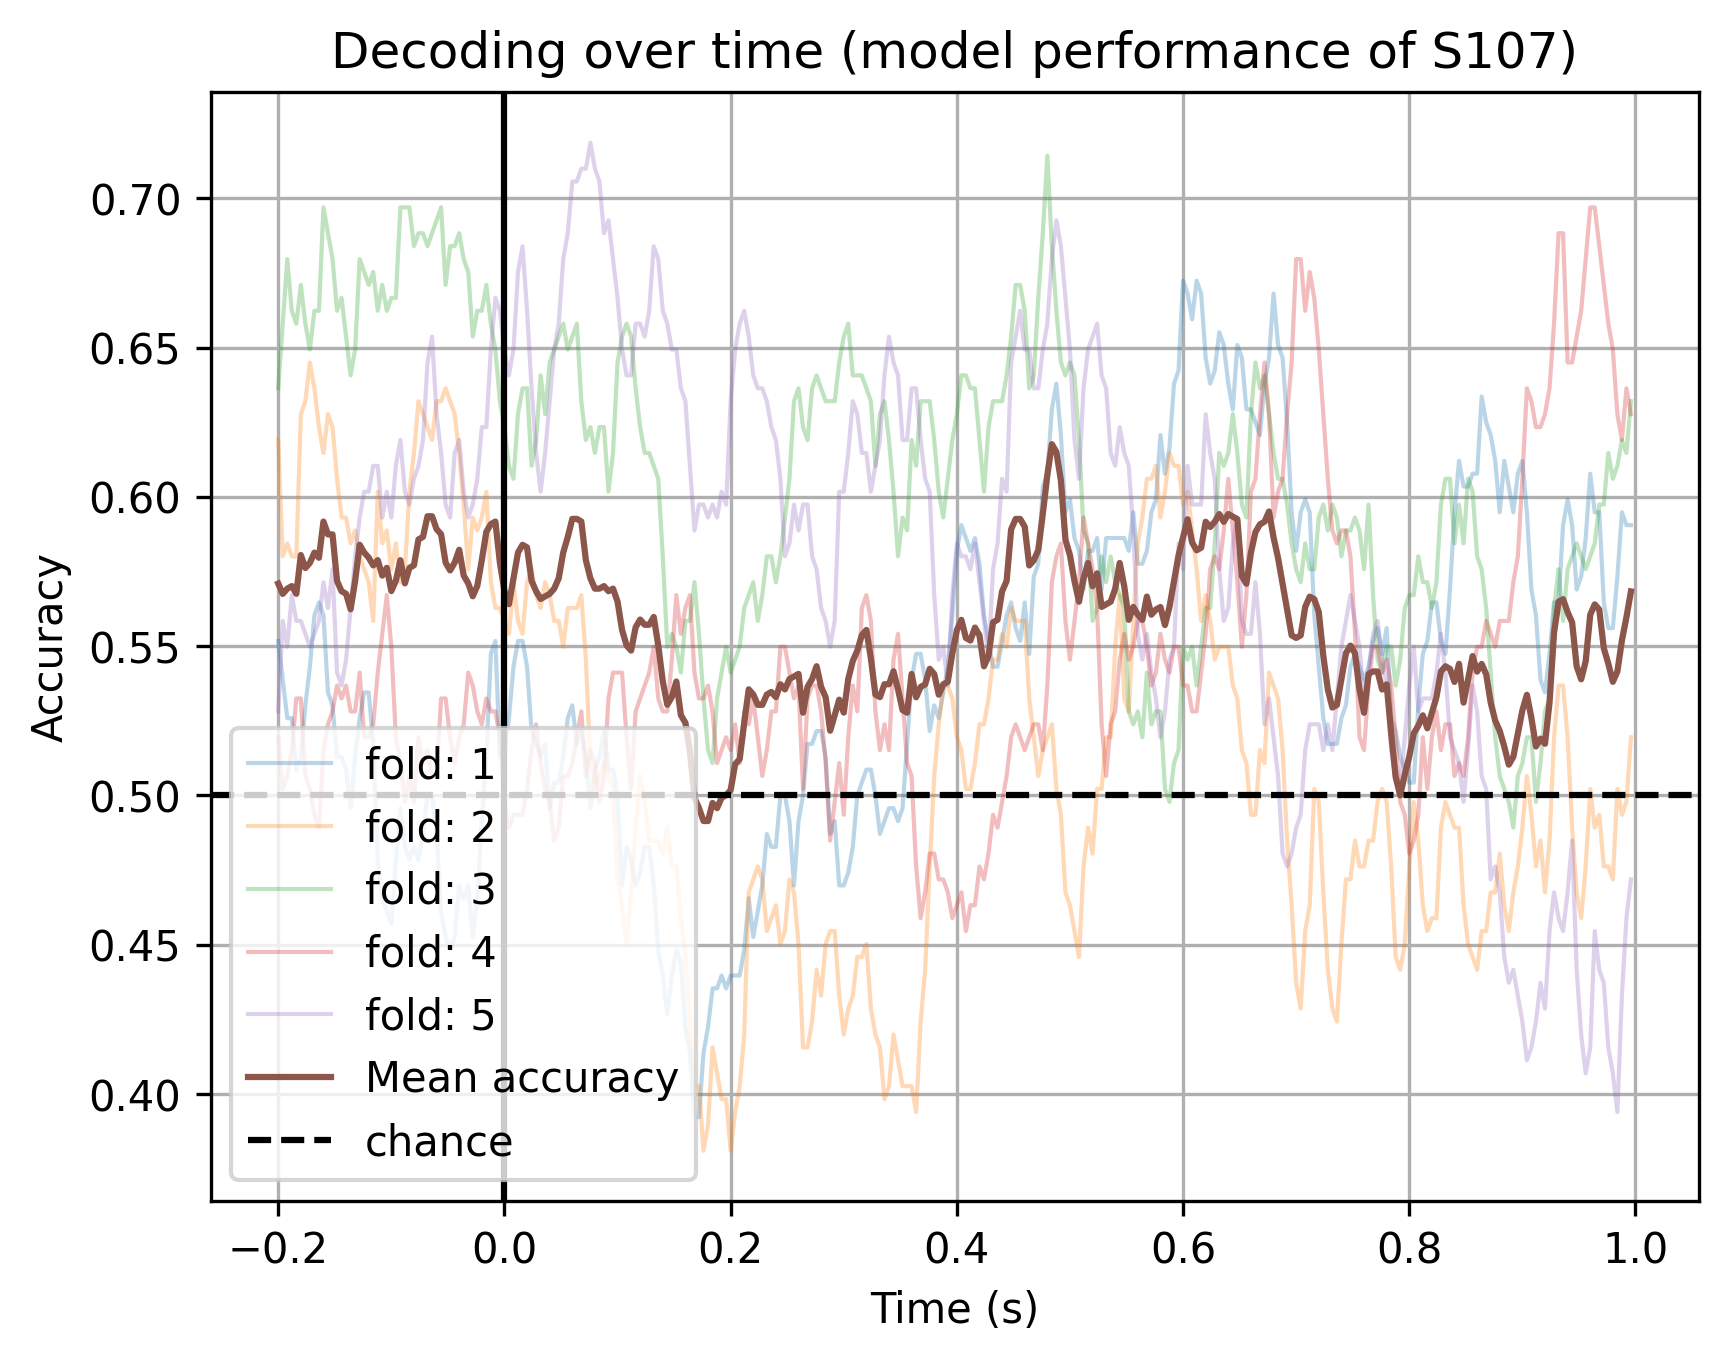 Decoding over time (model performance of S107)
Accuracy
0.70
0.65
0.60
0.55
0.50
0.45
0.40
fold: 1
fold: 2
fold: 3
fold: 4
fold: 5
Mean accuracy
chance
−0.2 0.0 0.2 0.4 0.6 0.8 1.0
Time (s)